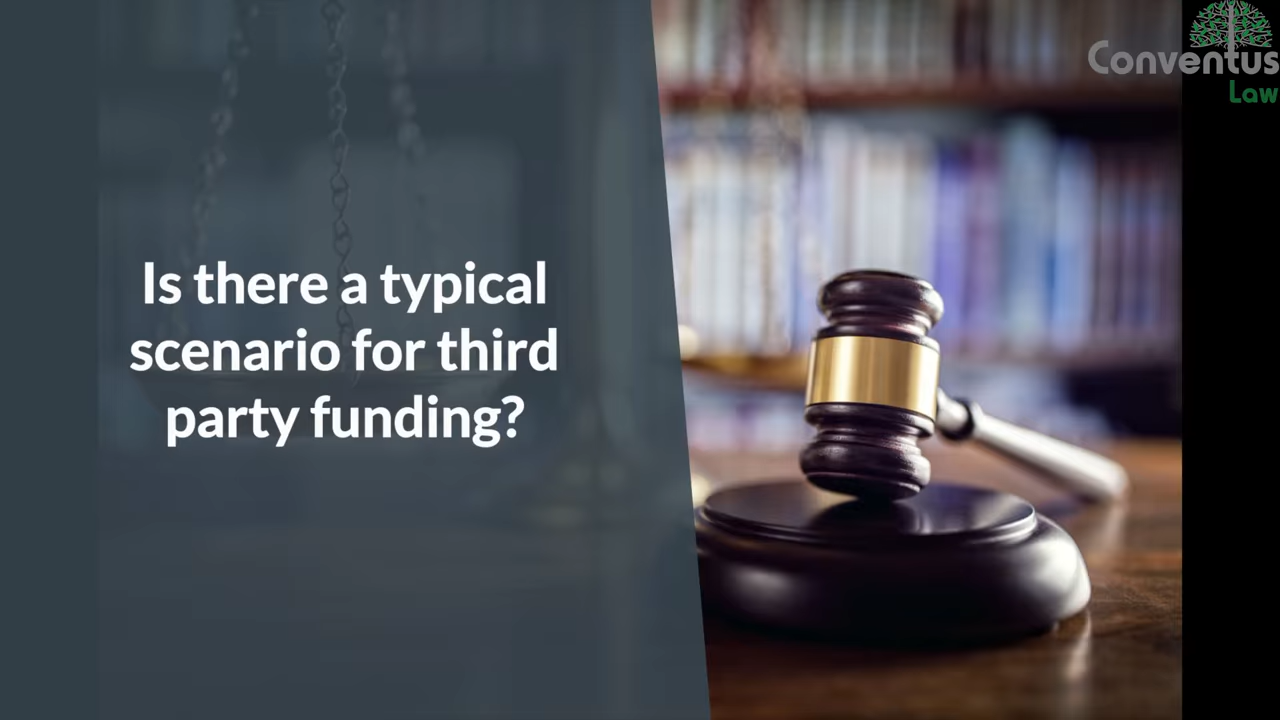 Conventus
Law
Is there a typical
scenario for third
party funding?